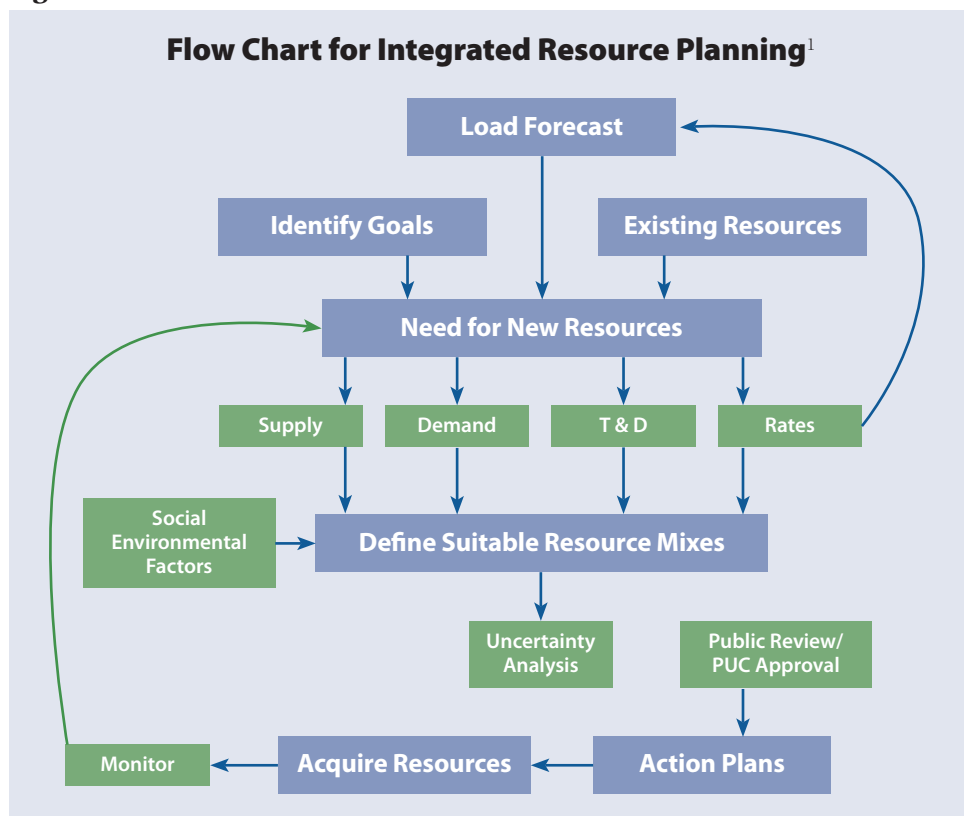 Flow Chart for Integrated Resource Planning1
Load Forecast
Identify Goals
Existing Resources
Need for New Resources
Supply
Demand
T & D
Rates
Social
Environmental
Factors
Define Suitable Resource Mixes
Uncertainty
Analysis
Public Review/
PUC Approval
Monitor
Acquire Resources
Action Plans